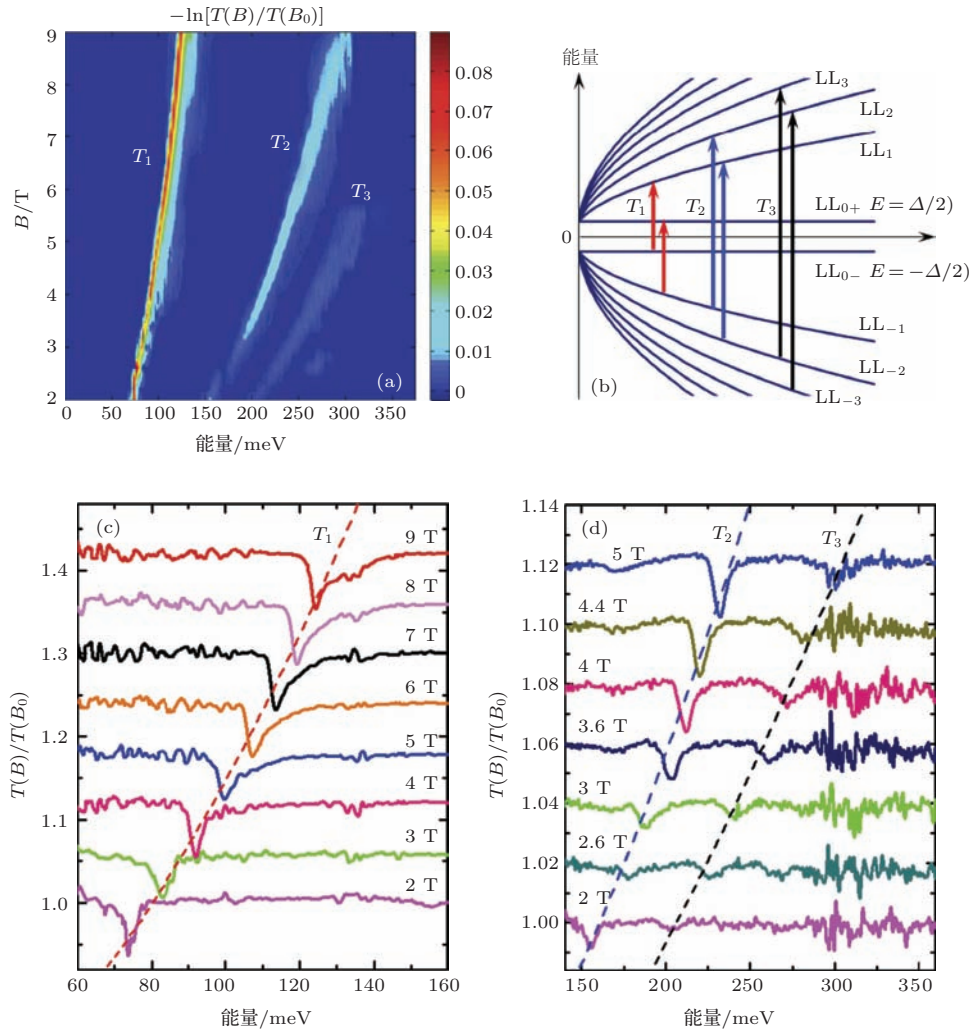 −ln[T(B)/T(B₀)]
9
8
7
6
5
4
3
2
B/T
T₁
T₂
T₃
(a)
0 50 100 150 200 250 300 350
能量/meV
0.08
0.07
0.06
0.05
0.04
0.03
0.02
0.01
0
能量
LL₃
LL₂
LL₁
LL₀₊ E=Δ/2)
0
LL₀₋ E=−Δ/2)
LL₋₁
LL₋₂
LL₋₃
T₁
T₂
T₃
(b)
(c)
T₁
9 T
8 T
7 T
6 T
5 T
4 T
3 T
2 T
1.4
1.3
1.2
1.1
1.0
T(B)/T(B₀)
60 80 100 120 140 160
能量/meV
(d)
T₂
T₃
5 T
4.4 T
4 T
3.6 T
3 T
2.6 T
2 T
1.14
1.12
1.10
1.08
1.06
1.04
1.02
1.00
T(B)/T(B₀)
150 200 250 300 350
能量/meV